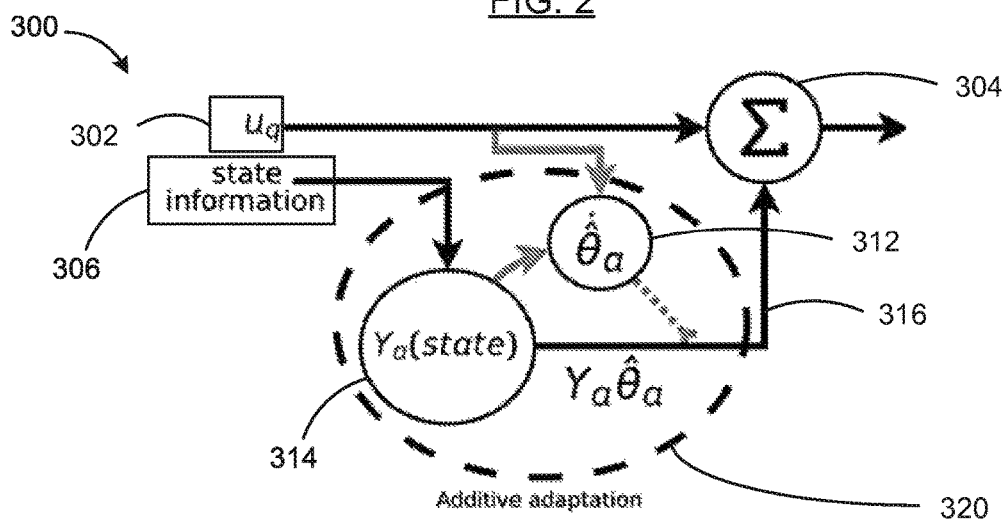 FIG. 2
300
304
302
u_q
Σ
state
information
312
θ̇̂_a
306
316
Y_a(state)
Y_aθ̂_a
314
Additive adaptation
320